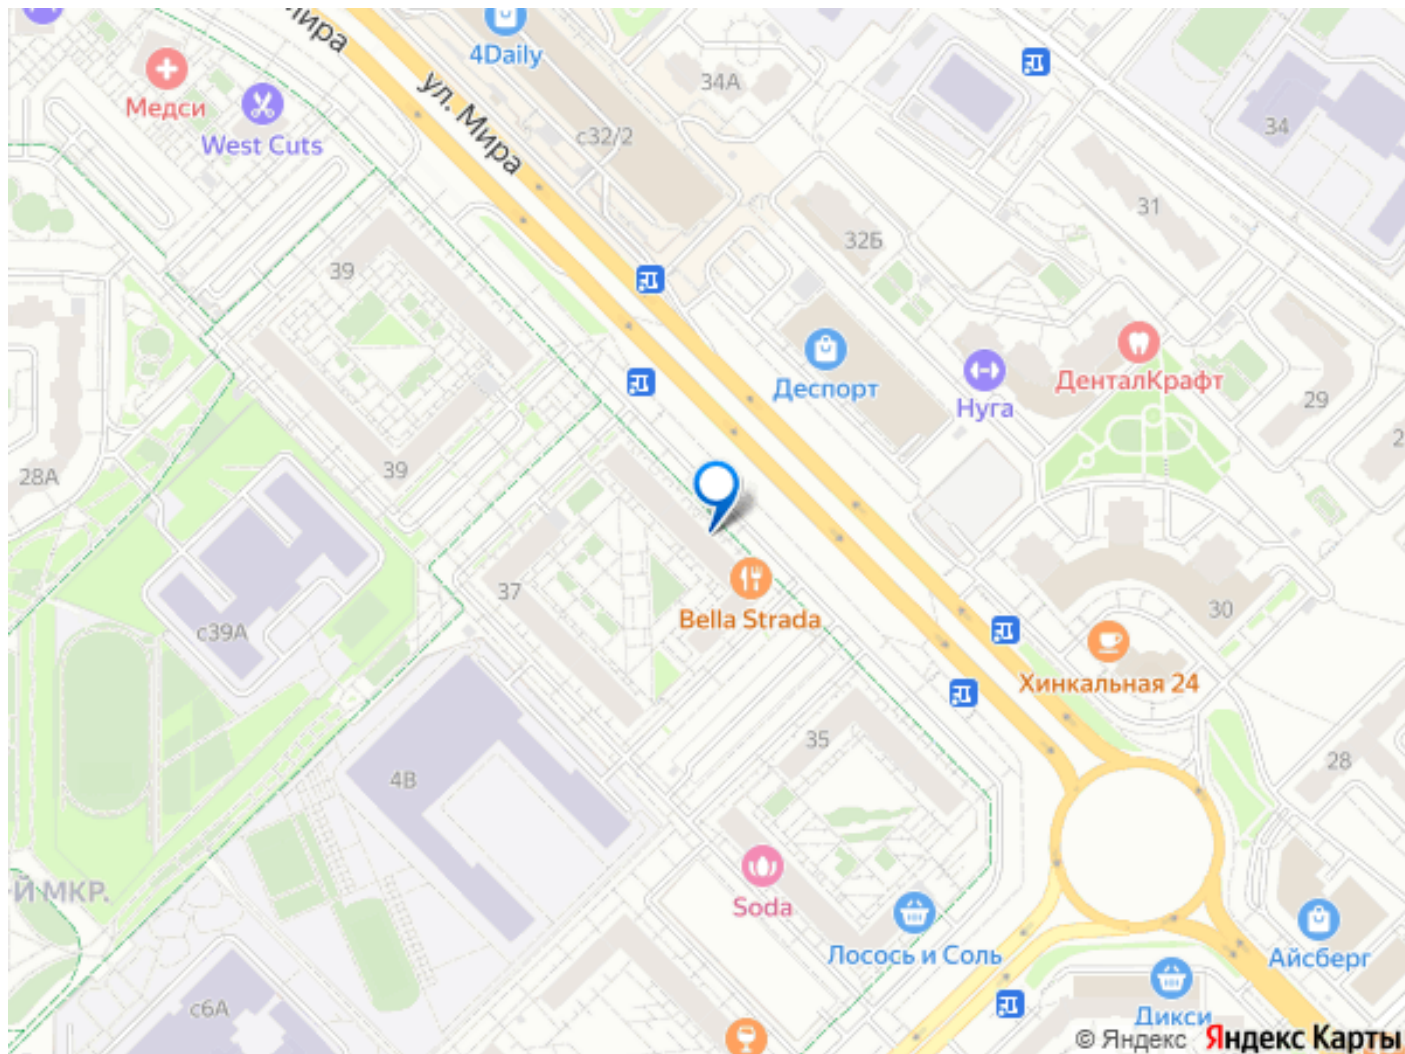 Мира
4Daily
ул. Мира
Медси
West Cuts
34А
с32/2
34
31
32Б
39
Деспорт
Нуга
ДенталКрафт
29
2
28А
39
37
Bella Strada
с39А
30
Хинкальная 24
35
28
4В
Й МКР.
Soda
Лосось и Соль
Айсберг
с6А
Дикси
© Яндекс Яндекс Карты